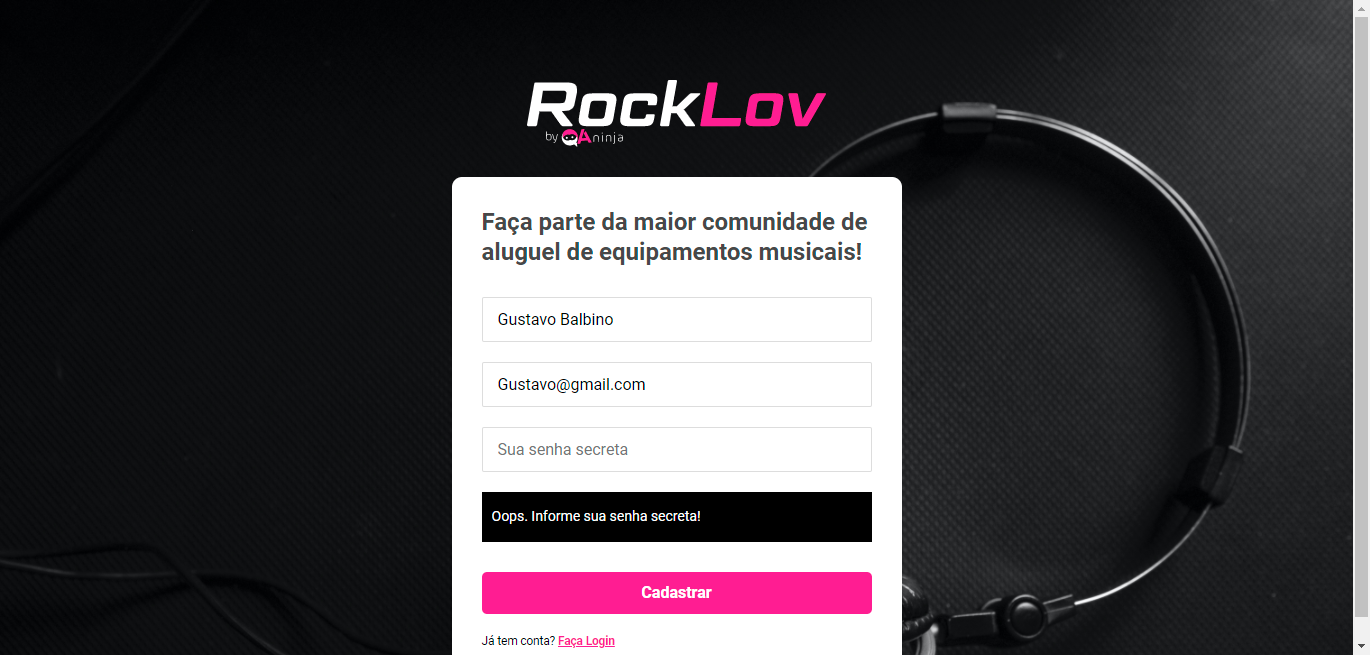 RockLov
by QAninja
Faça parte da maior comunidade de
aluguel de equipamentos musicais!
Gustavo Balbino
Gustavo@gmail.com
Sua senha secreta
Oops. Informe sua senha secreta!
Cadastrar
Já tem conta? Faça Login